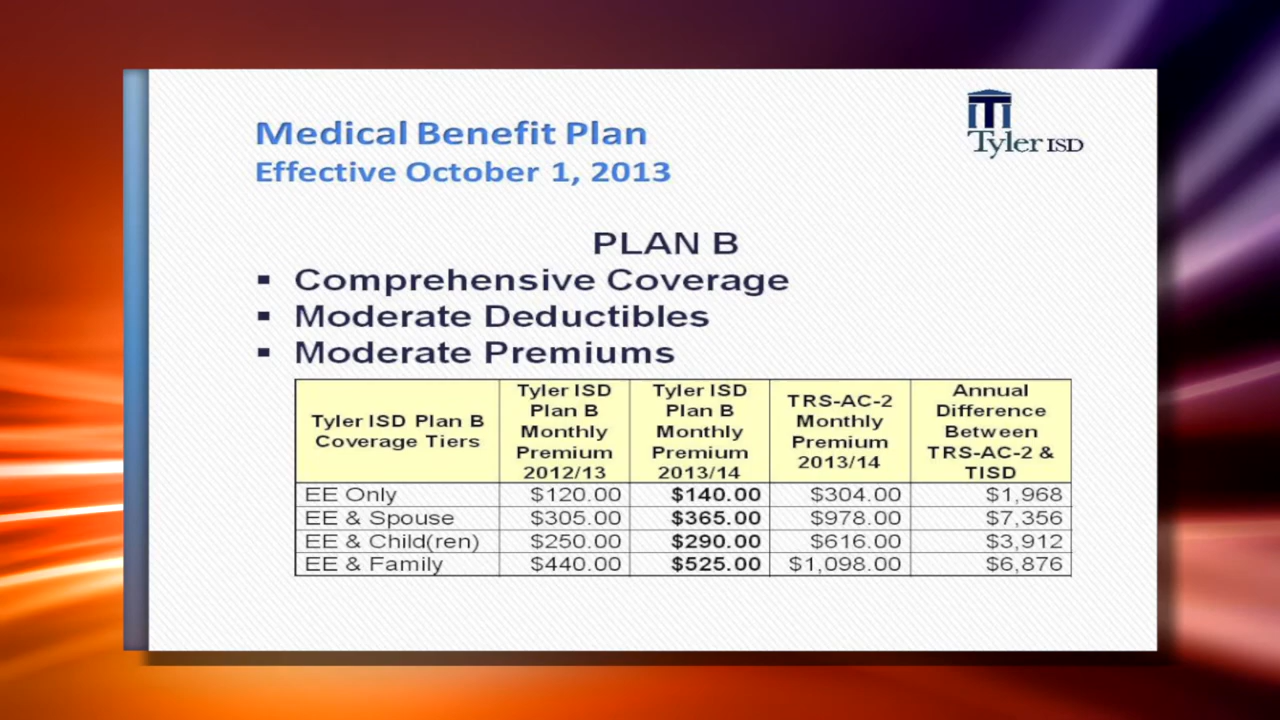 Medical Benefit Plan
Effective October 1, 2013
Tyler ISD
PLAN B
▪ Comprehensive Coverage
▪ Moderate Deductibles
▪ Moderate Premiums
Tyler ISD Plan B Coverage Tiers | Tyler ISD Plan B Monthly Premium 2012/13 | Tyler ISD Plan B Monthly Premium 2013/14 | TRS-AC-2 Monthly Premium 2013/14 | Annual Difference Between TRS-AC-2 & TISD
EE Only | $120.00 | $140.00 | $304.00 | $1,968
EE & Spouse | $305.00 | $365.00 | $978.00 | $7,356
EE & Child(ren) | $250.00 | $290.00 | $616.00 | $3,912
EE & Family | $440.00 | $525.00 | $1,098.00 | $6,876